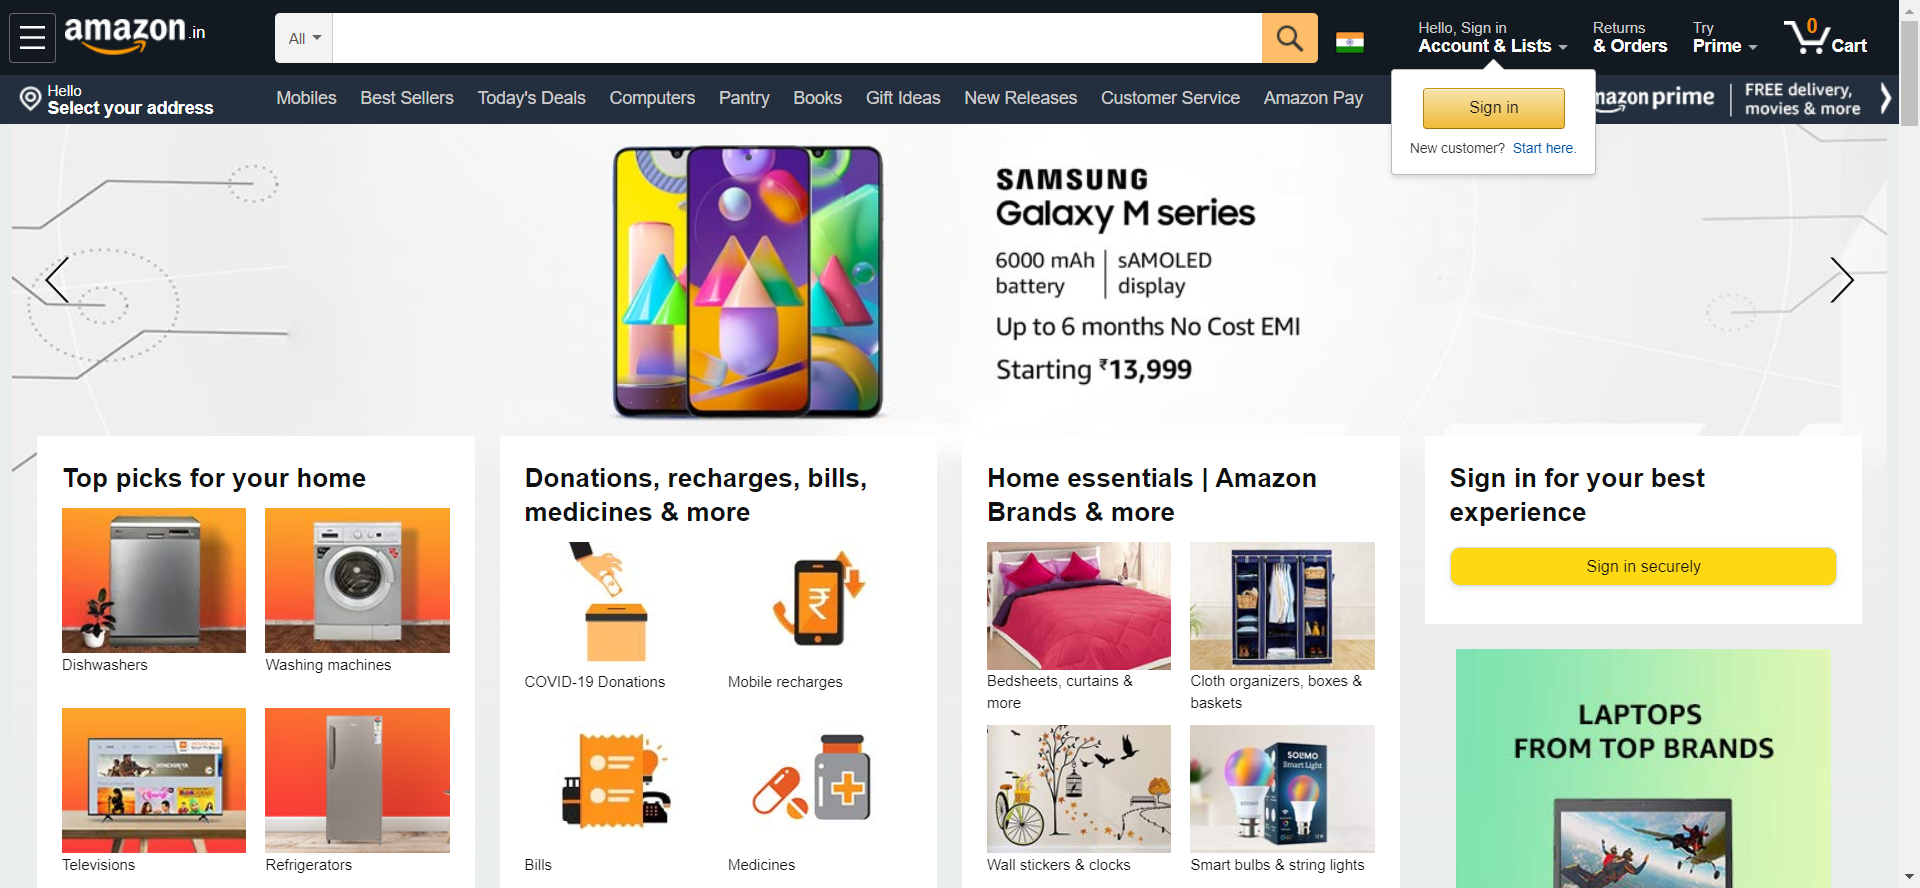 amazon.in
All
Hello, Sign in
Account & Lists
Returns
& Orders
Try
Prime
0
Cart
Hello
Select your address
Mobiles
Best Sellers
Today's Deals
Computers
Pantry
Books
Gift Ideas
New Releases
Customer Service
Amazon Pay
prime
FREE delivery,
movies & more
Sign in
New customer? Start here.
SAMSUNG
Galaxy M series
6000 mAh
battery
sAMOLED
display
Up to 6 months No Cost EMI
Starting ₹13,999
Top picks for your home
Dishwashers
Washing machines
Televisions
Refrigerators
Donations, recharges, bills,
medicines & more
COVID-19 Donations
Mobile recharges
Bills
Medicines
Home essentials | Amazon
Brands & more
Bedsheets, curtains &
more
Cloth organizers, boxes &
baskets
SOLIMO
Smart Light
Wall stickers & clocks
Smart bulbs & string lights
Sign in for your best
experience
Sign in securely
LAPTOPS
FROM TOP BRANDS